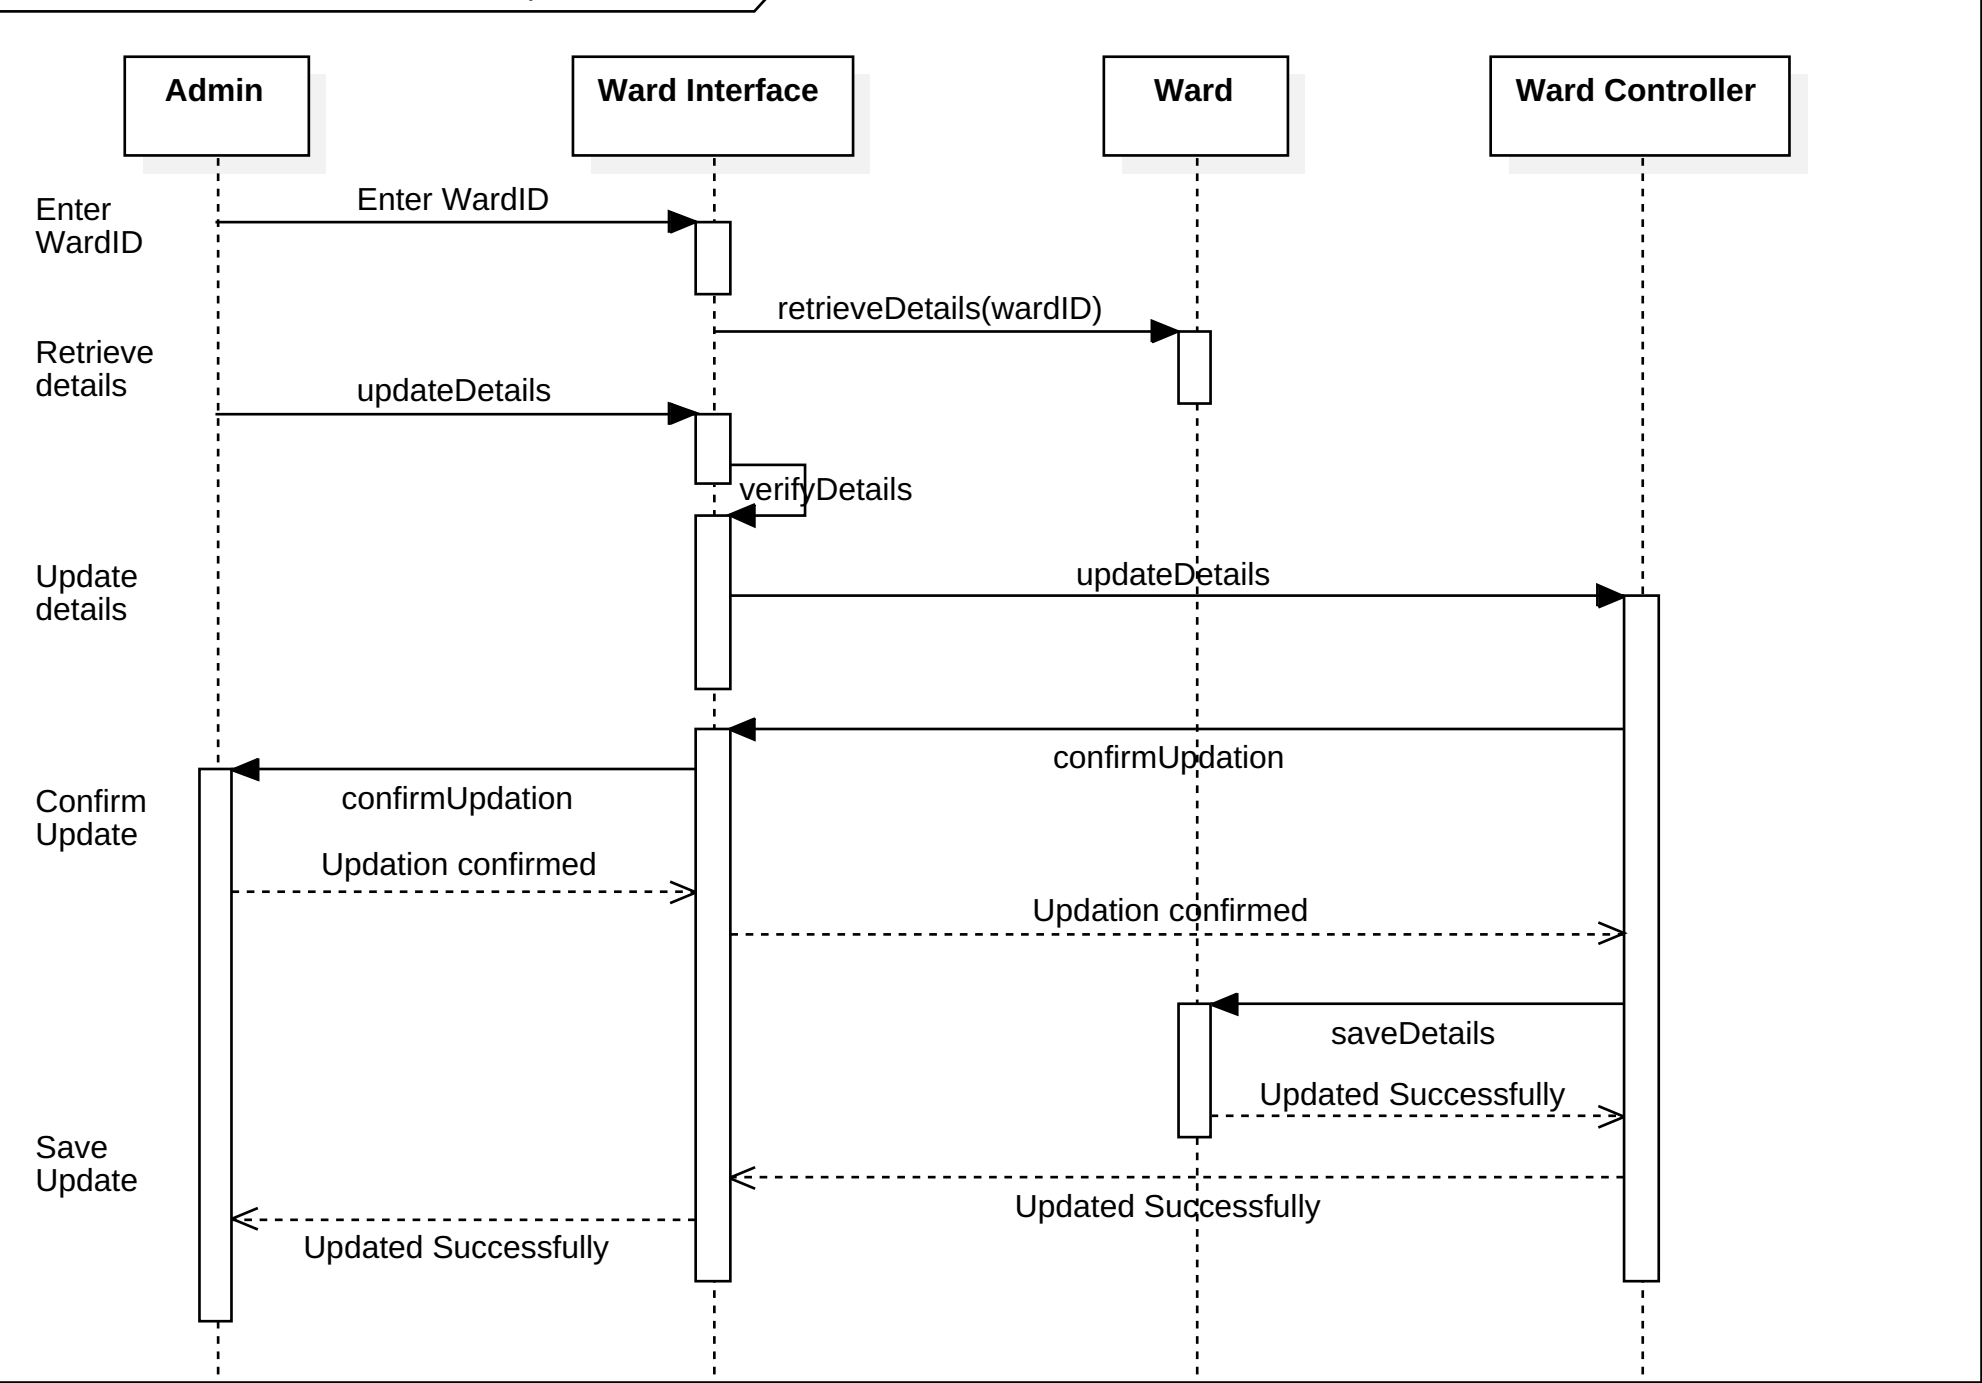 Admin
Ward Interface
Ward
Ward Controller
Enter
WardID
Enter WardID
retrieveDetails(wardID)
Retrieve
details
updateDetails
verifyDetails
Update
details
updateDetails
confirmUpdation
confirmUpdation
Confirm
Update
Updation confirmed
Updation confirmed
saveDetails
Updated Successfully
Save
Update
Updated Successfully
Updated Successfully